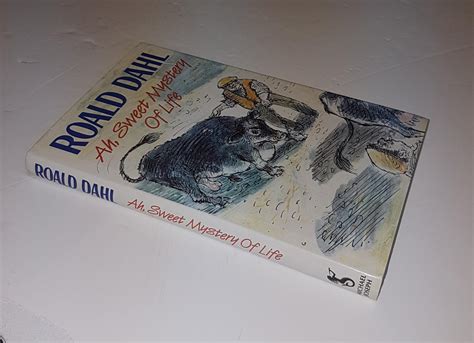 ROALD DAHL
Ah, Sweet Mystery
Of Life
ROALD DAHL
Ah, Sweet Mystery Of Life
MICHAEL
JOSEPH